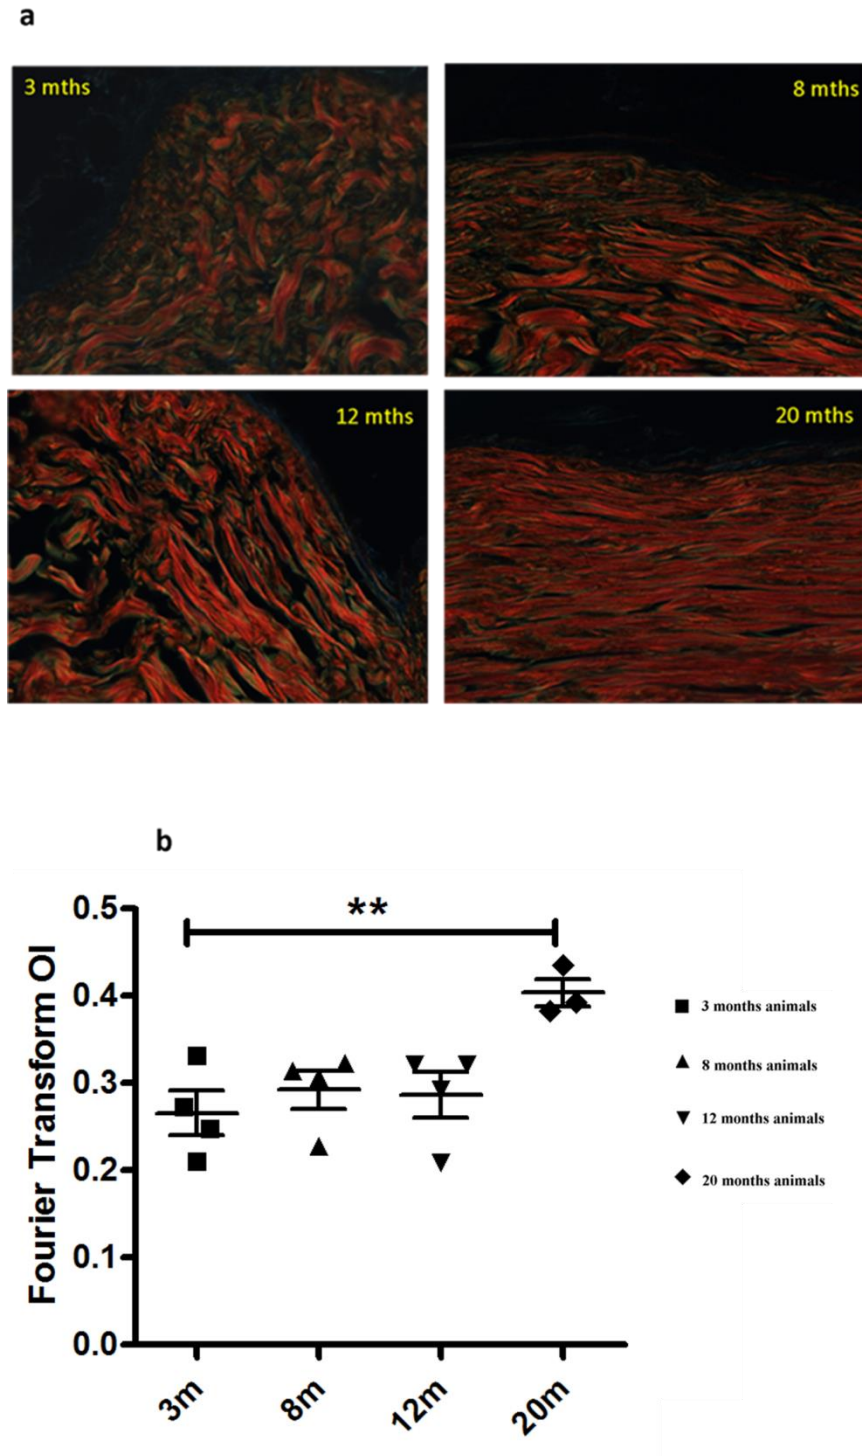 a
3 mths
8 mths
12 mths
20 mths
b
Fourier Transform OI
0.5
0.4
0.3
0.2
0.1
0.0
**
3m
8m
12m
20m
3 months animals
8 months animals
12 months animals
20 months animals